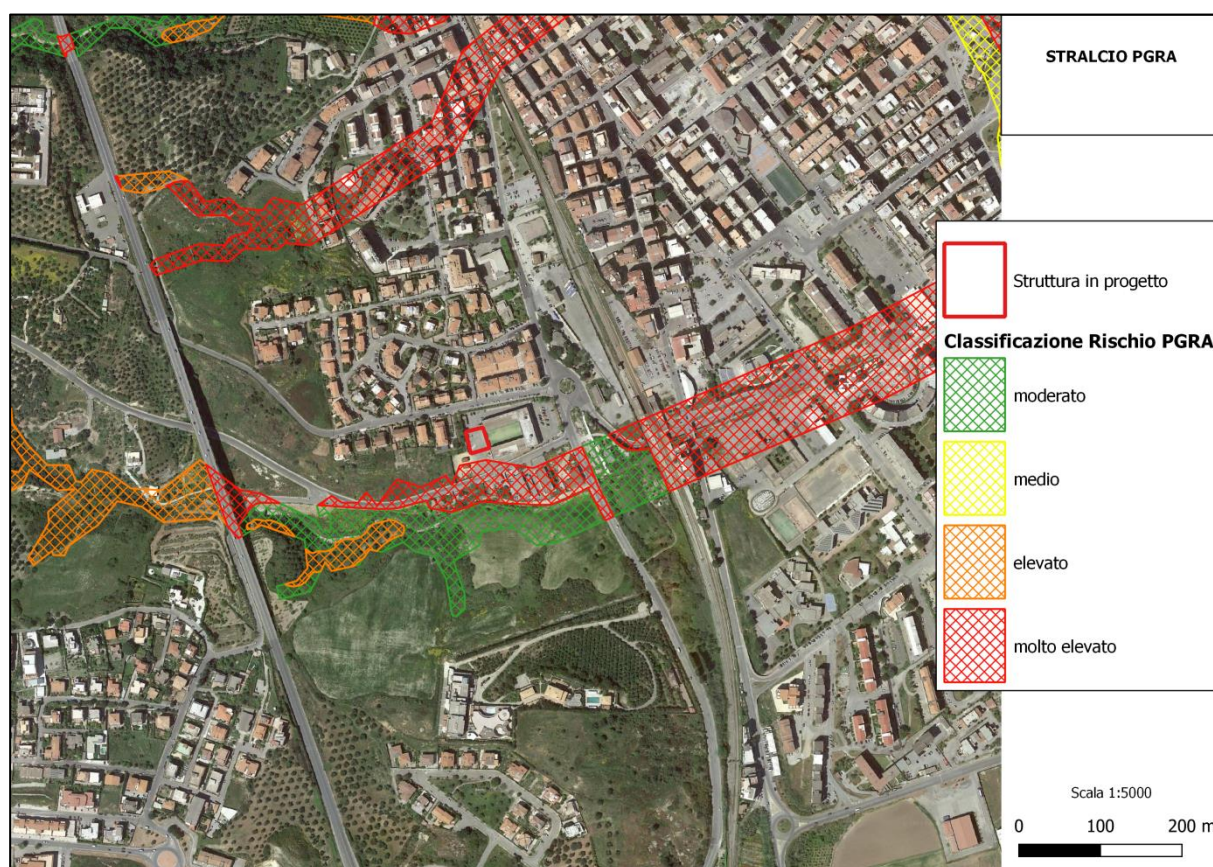 STRALCIO PGRA
Struttura in progetto
Classificazione Rischio PGRA
moderato
medio
elevato
molto elevato
Scala 1:5000
0 100 200 m